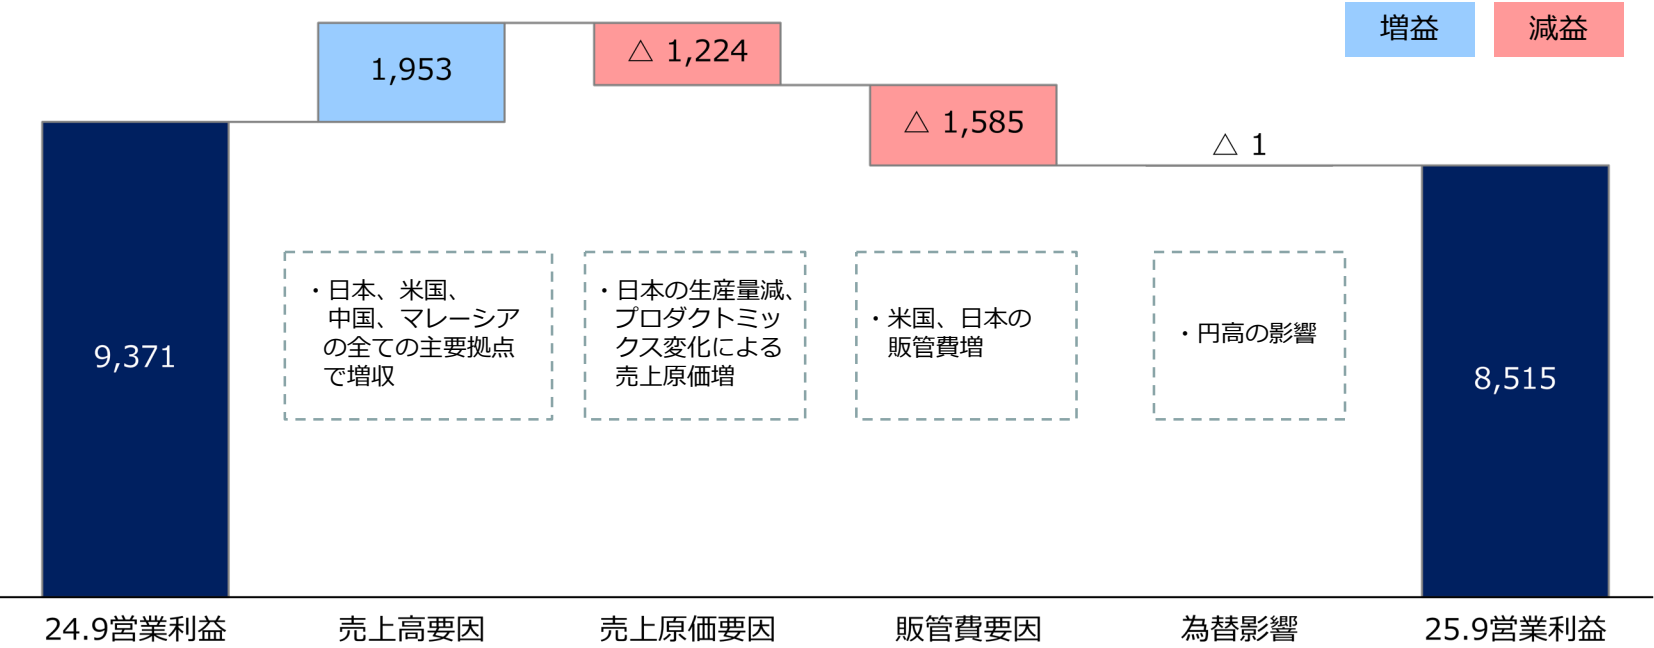 増益
減益
1,953
△ 1,224
△ 1,585
△ 1
9,371
・日本、米国、
中国、マレーシア
の全ての主要拠点
で増収
・日本の生産量減、
プロダクトミッ
クス変化による
売上原価増
・米国、日本の
販管費増
・円高の影響
8,515
24.9営業利益
売上高要因
売上原価要因
販管費要因
為替影響
25.9営業利益